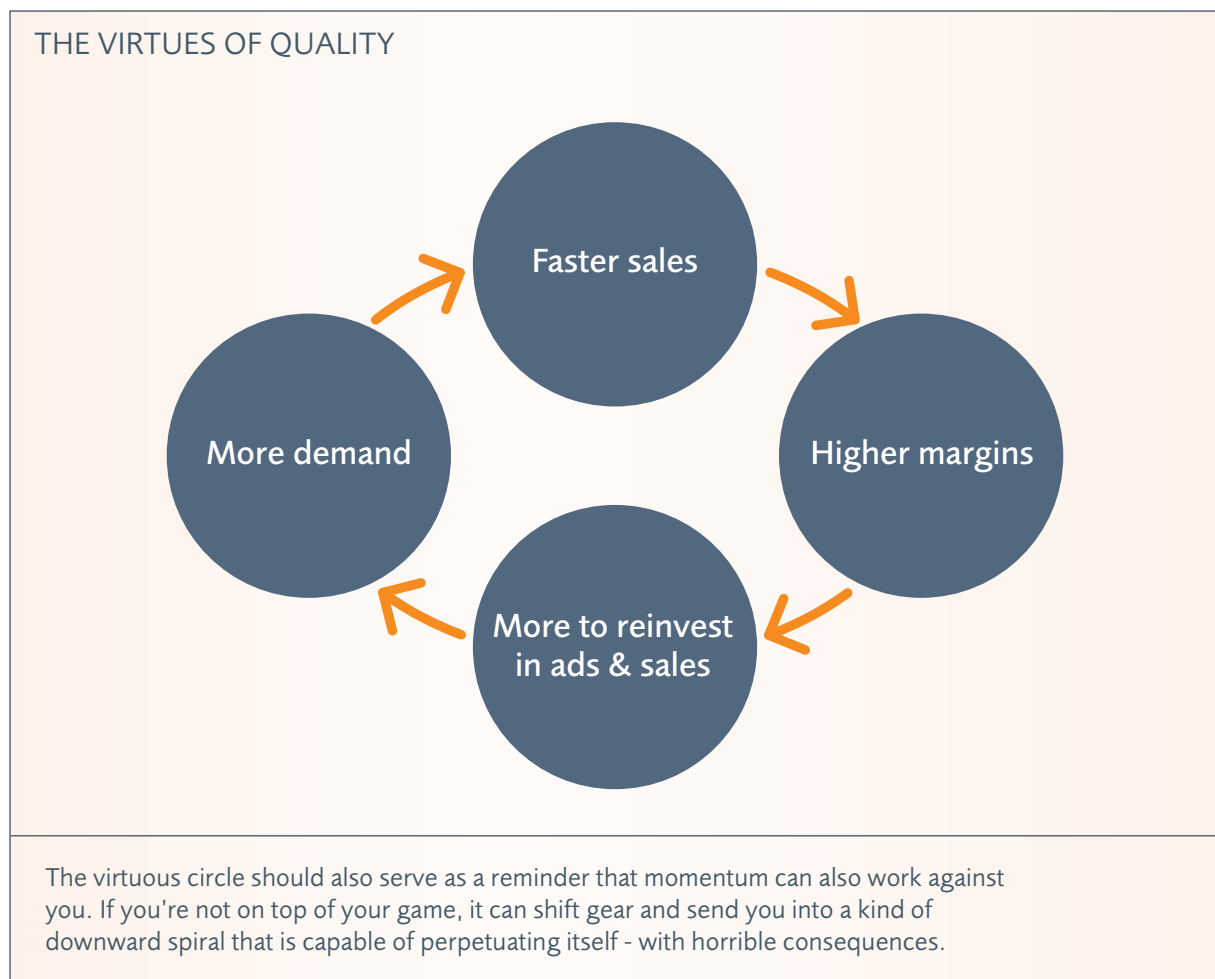 THE VIRTUES OF QUALITY
Faster sales
More demand
Higher margins
More to reinvest
in ads & sales
The virtuous circle should also serve as a reminder that momentum can also work against
you. If you're not on top of your game, it can shift gear and send you into a kind of
downward spiral that is capable of perpetuating itself - with horrible consequences.